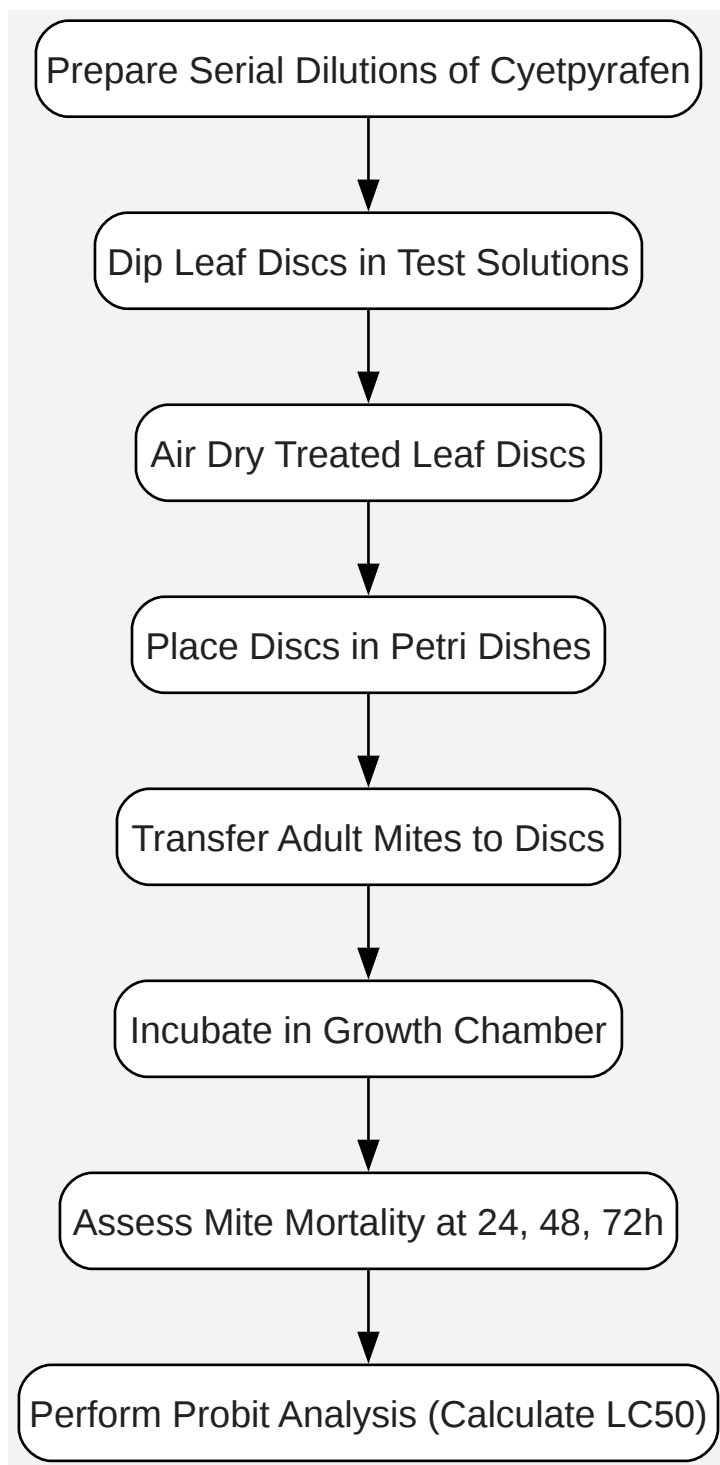 Prepare Serial Dilutions of Cyetpyrafen
Dip Leaf Discs in Test Solutions
Air Dry Treated Leaf Discs
Place Discs in Petri Dishes
Transfer Adult Mites to Discs
Incubate in Growth Chamber
Assess Mite Mortality at 24, 48, 72h
Perform Probit Analysis (Calculate LC50)